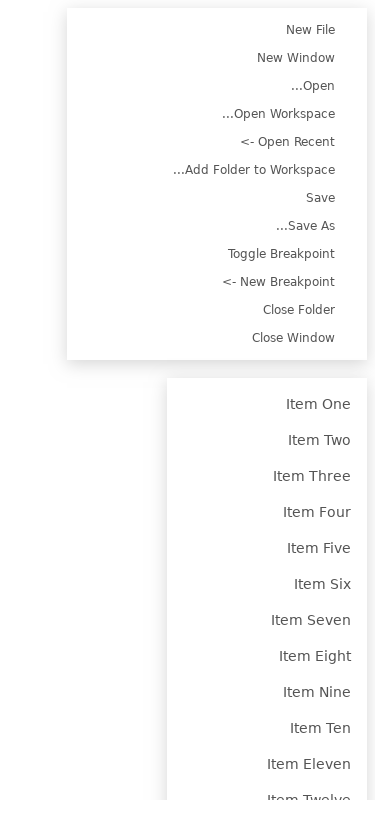 New File
New Window
...Open
...Open Workspace
<- Open Recent
...Add Folder to Workspace
Save
...Save As
Toggle Breakpoint
<- New Breakpoint
Close Folder
Close Window
Item One
Item Two
Item Three
Item Four
Item Five
Item Six
Item Seven
Item Eight
Item Nine
Item Ten
Item Eleven
Item Twelve